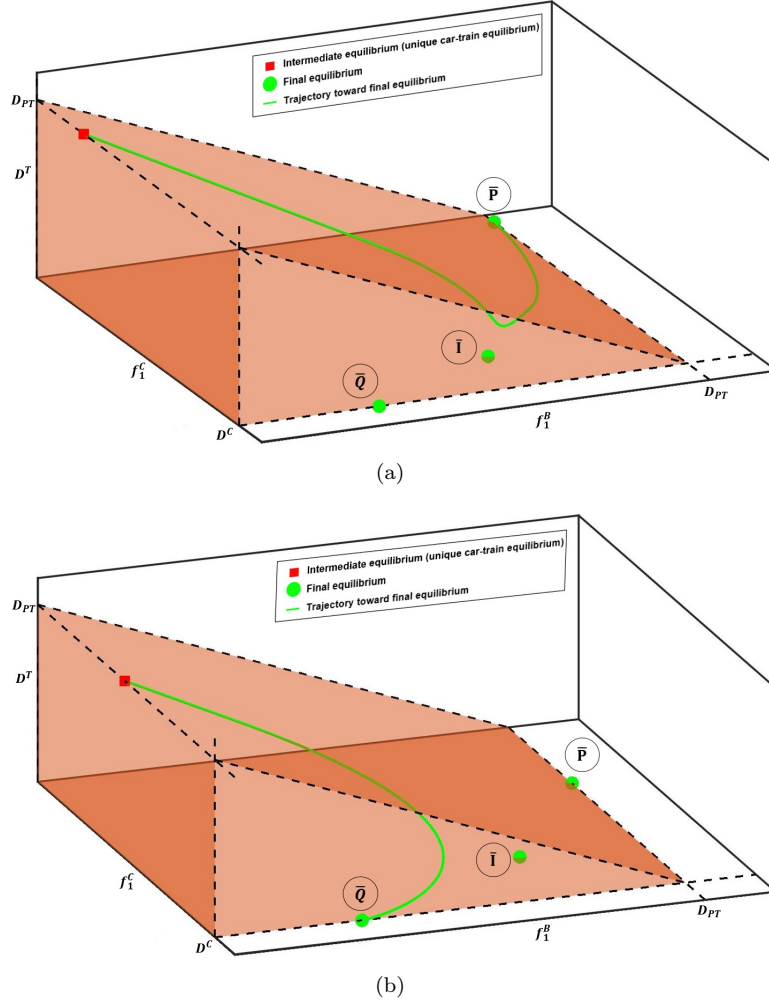 Intermediate equilibrium (unique car-train equilibrium)
Final equilibrium
Trajectory toward final equilibrium
D_PT
D^T
P̅
I̅
Q̅
f_1^C
D^C
f_1^B
D_PT
(a)
Intermediate equilibrium (unique car-train equilibrium)
Final equilibrium
Trajectory toward final equilibrium
D_PT
D^T
P̅
I̅
f_1^C
Q̅
D_PT
D^C
f_1^B
(b)